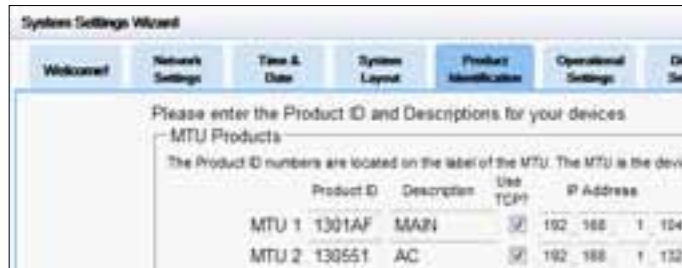 System Settings Wizard
Welcome! Network Settings Time & Date System Layout Product Identification Operational Settings
Please enter the Product ID and Descriptions for your devices
MTU Products
The Product ID numbers are located on the label of the MTU. The MTU is the
Product ID Description Use TCP? IP Address
MTU 1 1301AF MAIN 192 168 1 104
MTU 2 130551 AC 192 168 1 132